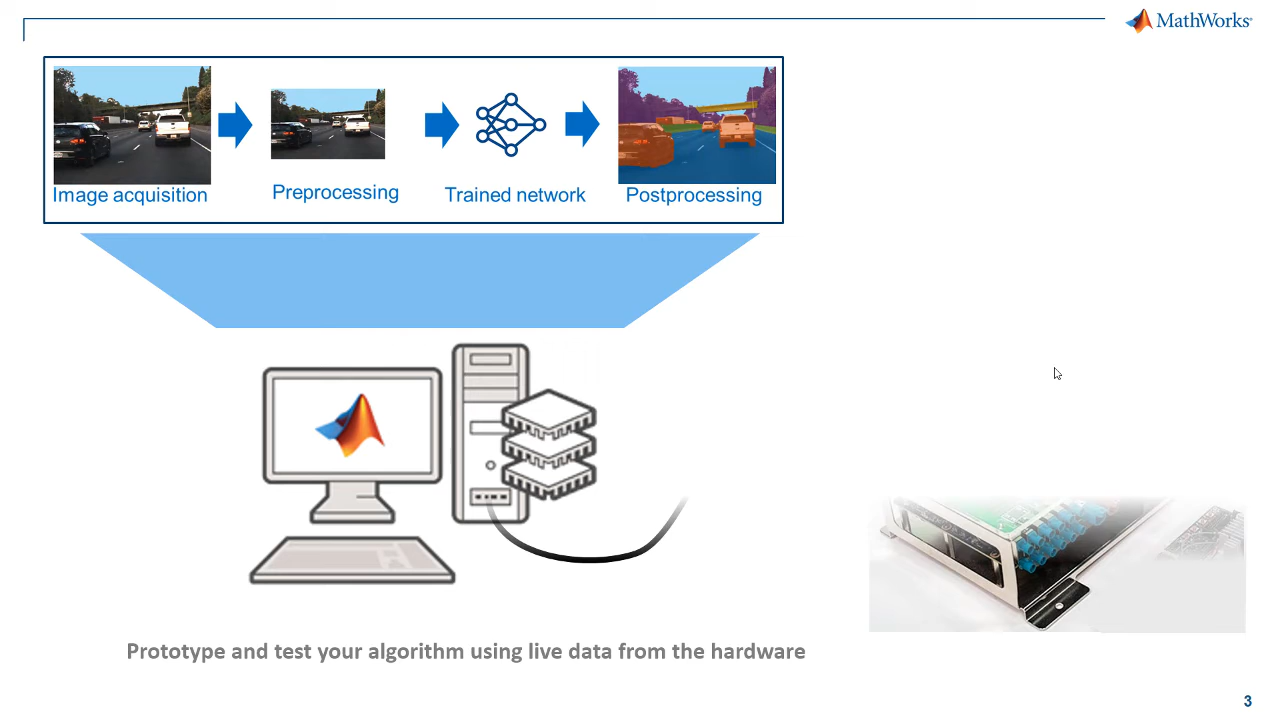 MathWorks®
Image acquisition
Preprocessing
Trained network
Postprocessing
Prototype and test your algorithm using live data from the hardware
3